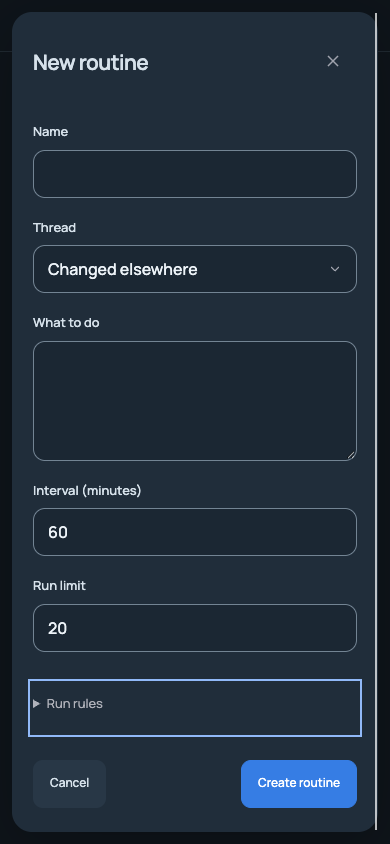 New routine
Name
Thread
Changed elsewhere
What to do
Interval (minutes)
60
Run limit
20
Run rules
Cancel
Create routine